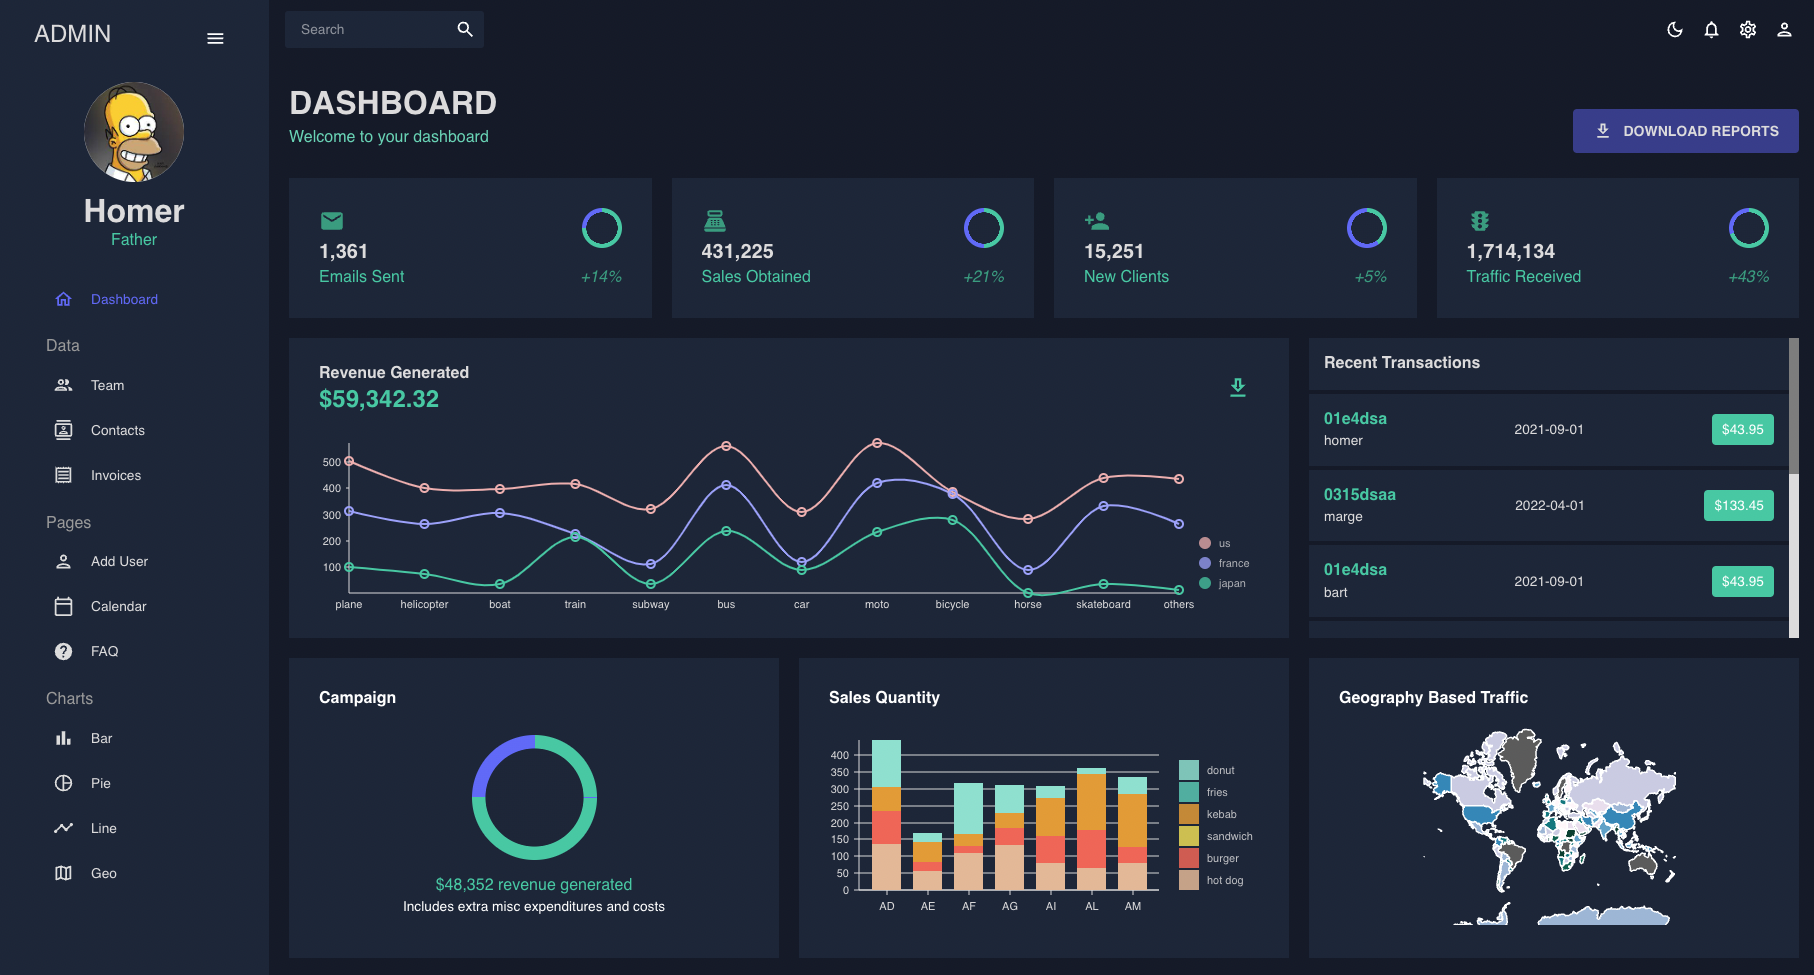 ADMIN
Search
Homer
Father
Dashboard
Data
Team
Contacts
Invoices
Pages
Add User
Calendar
FAQ
Charts
Bar
Pie
Line
Geo
DASHBOARD
Welcome to your dashboard
DOWNLOAD REPORTS
1,361
Emails Sent
+14%
431,225
Sales Obtained
+21%
15,251
New Clients
+5%
1,714,134
Traffic Received
+43%
Revenue Generated
$59,342.32
500
400
300
200
100
plane helicopter boat train subway bus car moto bicycle horse skateboard others
us
france
japan
Recent Transactions
01e4dsa
homer
2021-09-01
$43.95
0315dsaa
marge
2022-04-01
$133.45
01e4dsa
bart
2021-09-01
$43.95
Campaign
$48,352 revenue generated
Includes extra misc expenditures and costs
Sales Quantity
400
350
300
250
200
150
100
50
0
AD AE AF AG AI AL AM
donut
fries
kebab
sandwich
burger
hot dog
Geography Based Traffic